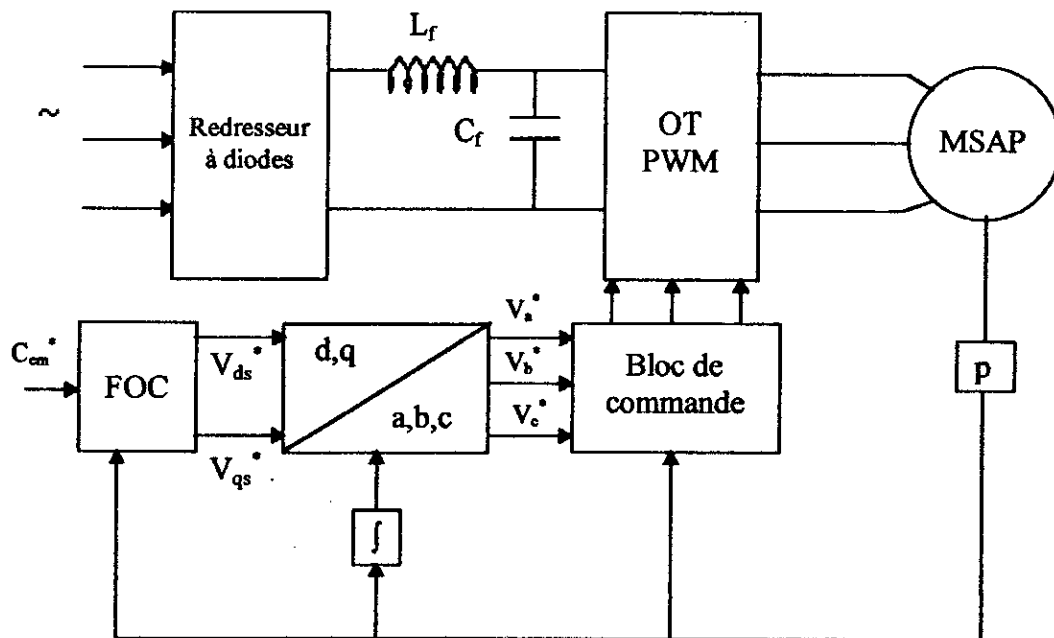 L_f
~
Redresseur
à diodes
C_f
OT
PWM
MSAP
C_em*
FOC
V_ds*
V_qs*
d,q
a,b,c
V_a*
V_b*
V_c*
Bloc de
commande
p
∫